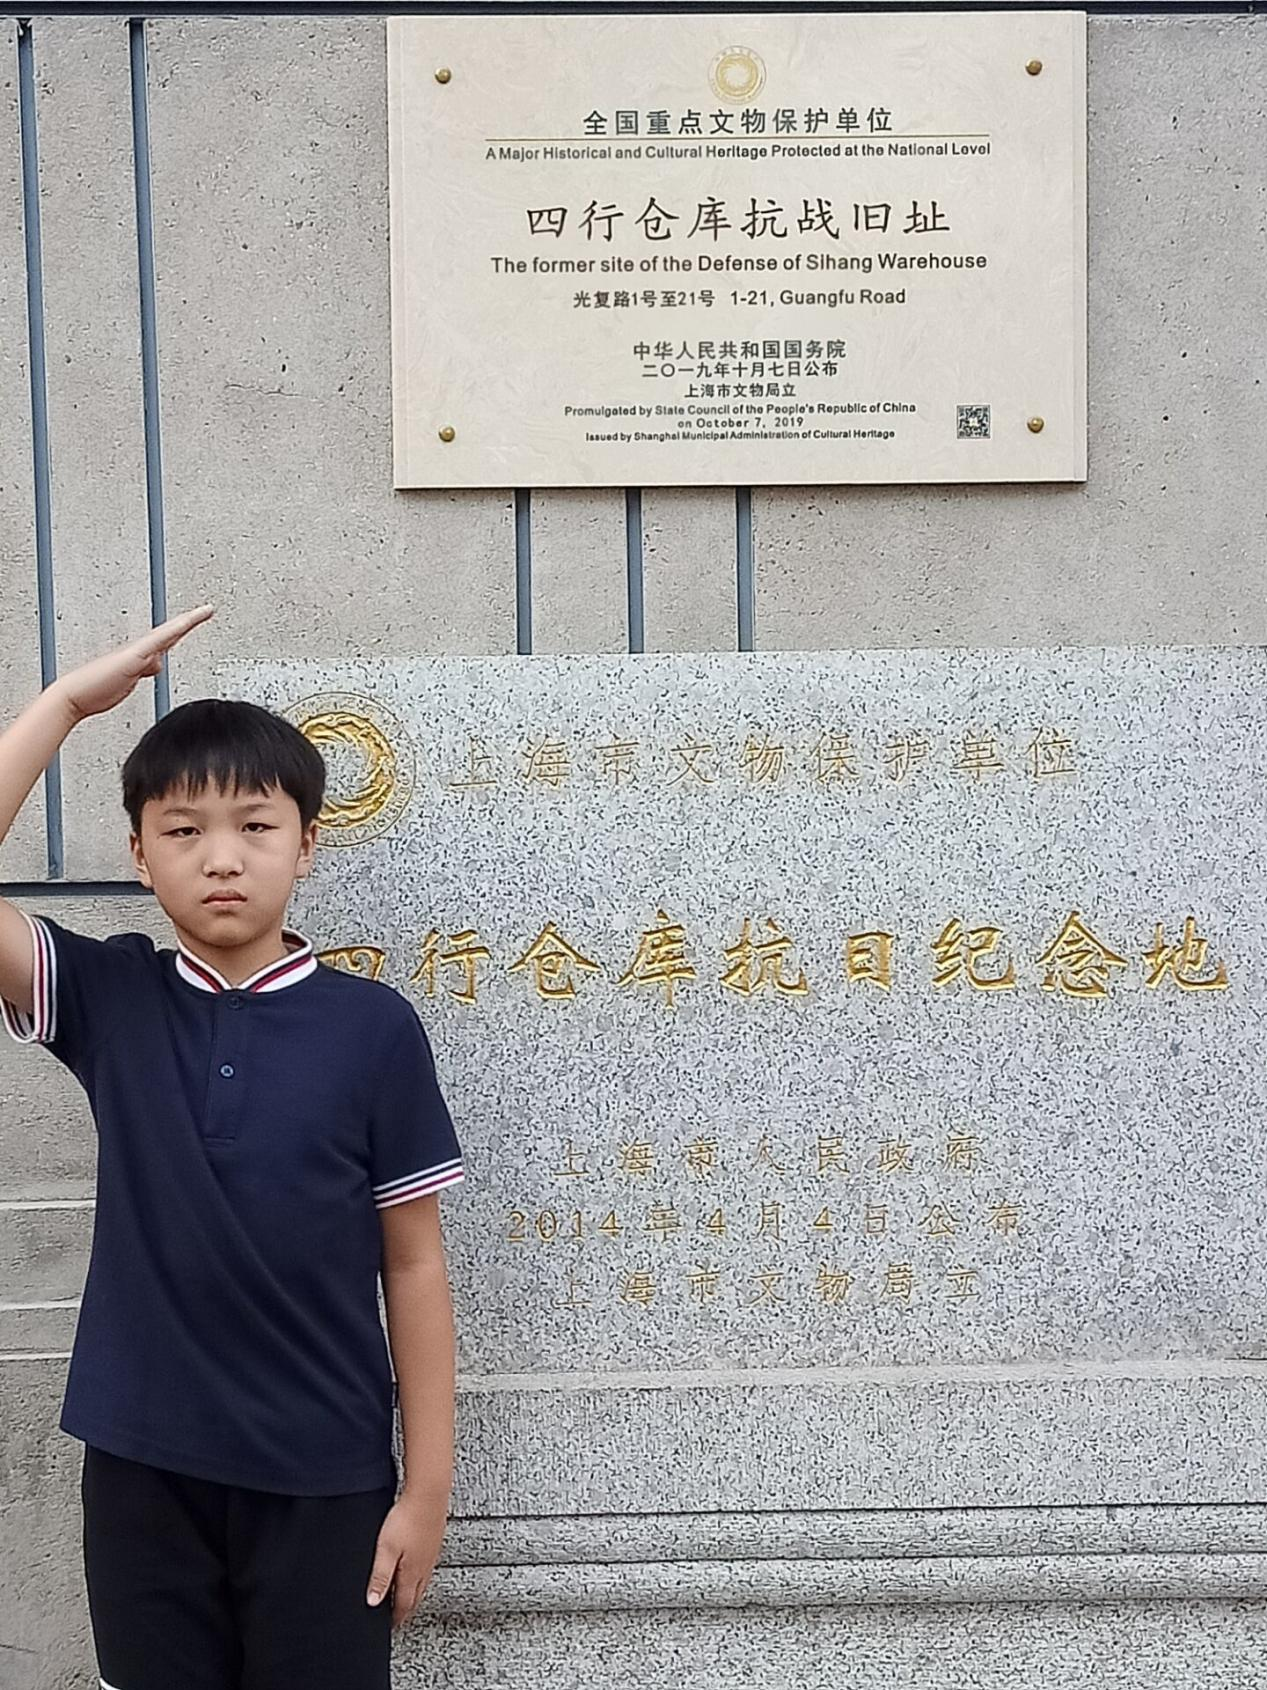 全国重点文物保护单位
A Major Historical and Cultural Heritage Protected at the National Level
四行仓库抗战旧址
The former site of the Defense of Sihang Warehouse
光复路1号至21号 1-21, Guangfu Road
中华人民共和国国务院
二〇一九年十月七日公布
上海市文物局立
Promulgated by State Council of the People's Republic of China
on October 7, 2019
Issued by Shanghai Municipal Administration of Cultural Heritage
上海市文物保护单位
四行仓库抗日纪念地
上海市人民政府
2014年4月4日公布
上海市文物局立